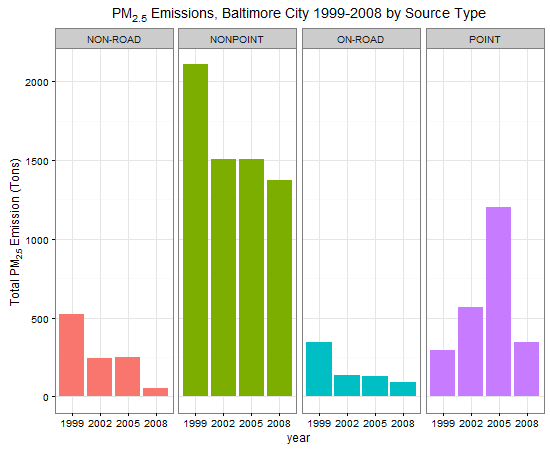 PM2.5 Emissions, Baltimore City 1999-2008 by Source Type
NON-ROAD NONPOINT ON-ROAD POINT
Total PM2.5 Emission (Tons)
2000
1500
1000
500
0
1999 2002 2005 2008 1999 2002 2005 2008 1999 2002 2005 2008 1999 2002 2005 2008
year